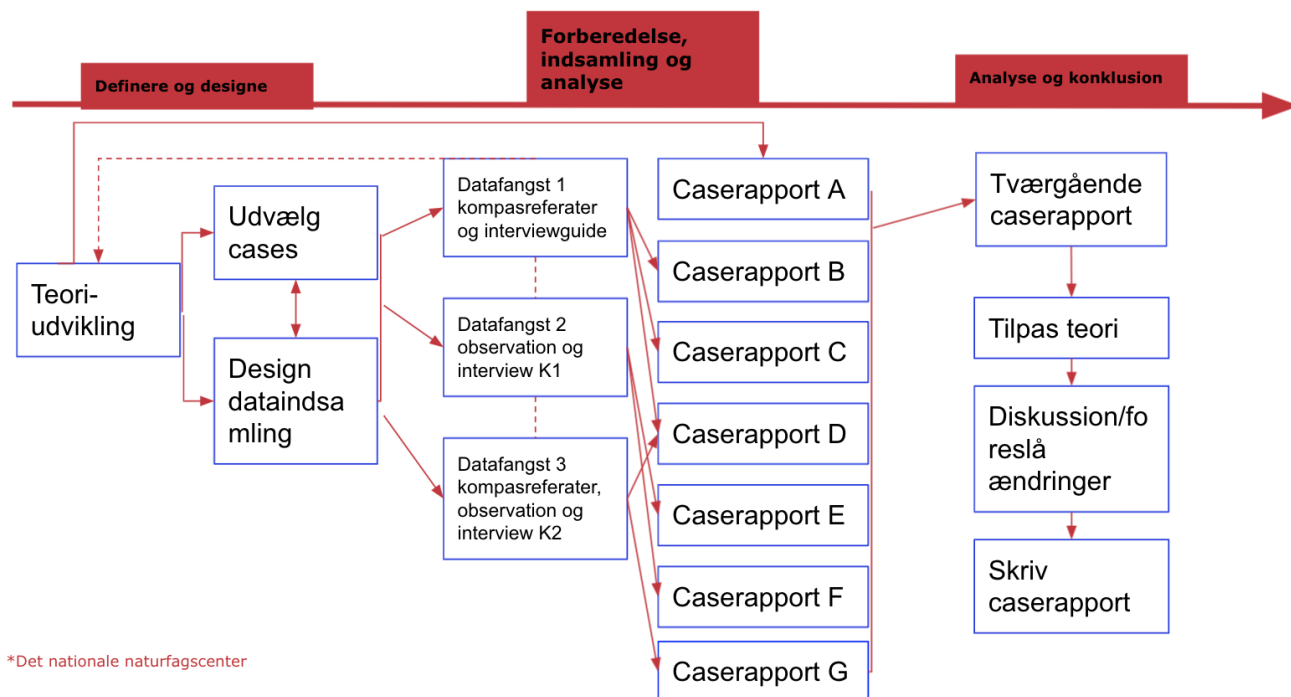 Definere og designe
Forberedelse,
indsamling og
analyse
Analyse og konklusion
Teori-
udvikling
Udvælg
cases
Design
dataindsa
mling
Datafangst 1
kompasreferater
og interviewguide
Datafangst 2
observation og
interview K1
Datafangst 3
kompasreferater,
observation og
interview K2
Caserapport A
Caserapport B
Caserapport C
Caserapport D
Caserapport E
Caserapport F
Caserapport G
Tværgående
caserapport
Tilpas teori
Diskussion/fo
reslå
ændringer
Skriv
caserapport
*Det nationale naturfagscenter